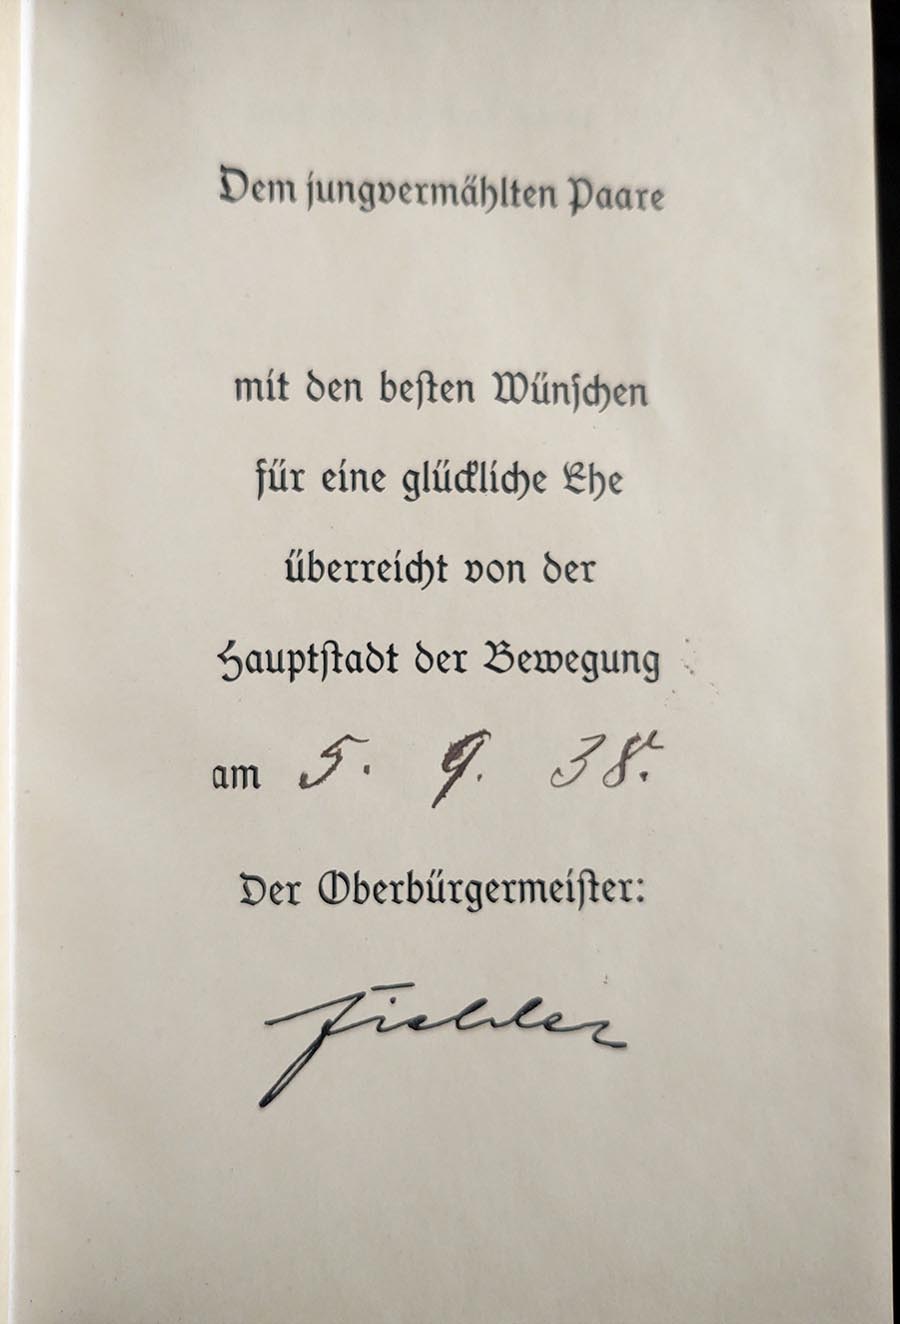 Dem jungvermählten Paare
mit den besten Wünschen
für eine glückliche Ehe
überreicht von der
Hauptstadt der Bewegung
am 5. 9. 38.
Der Oberbürgermeister:
Fiehler